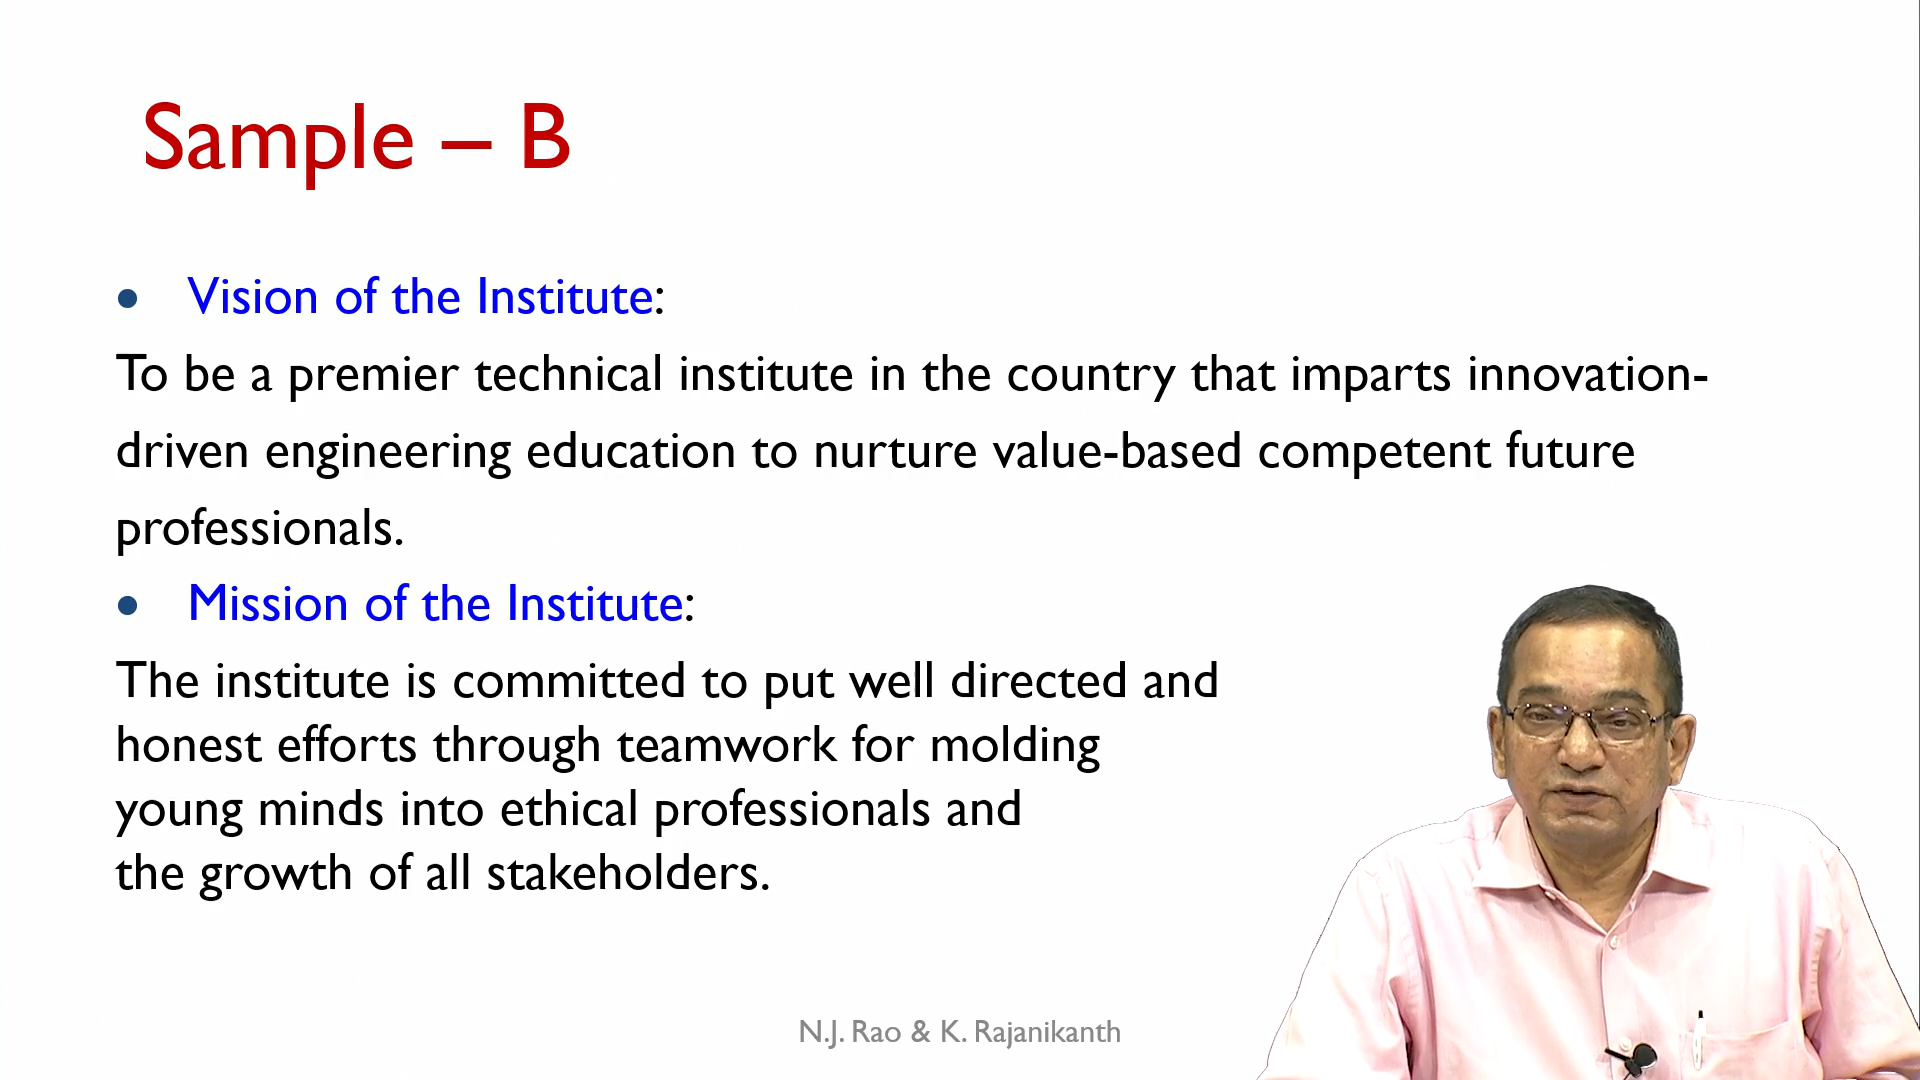 Sample – B
• Vision of the Institute:
To be a premier technical institute in the country that imparts innovation-
driven engineering education to nurture value-based competent future
professionals.
• Mission of the Institute:
The institute is committed to put well directed and
honest efforts through teamwork for molding
young minds into ethical professionals and
the growth of all stakeholders.
N.J. Rao & K. Rajanikanth